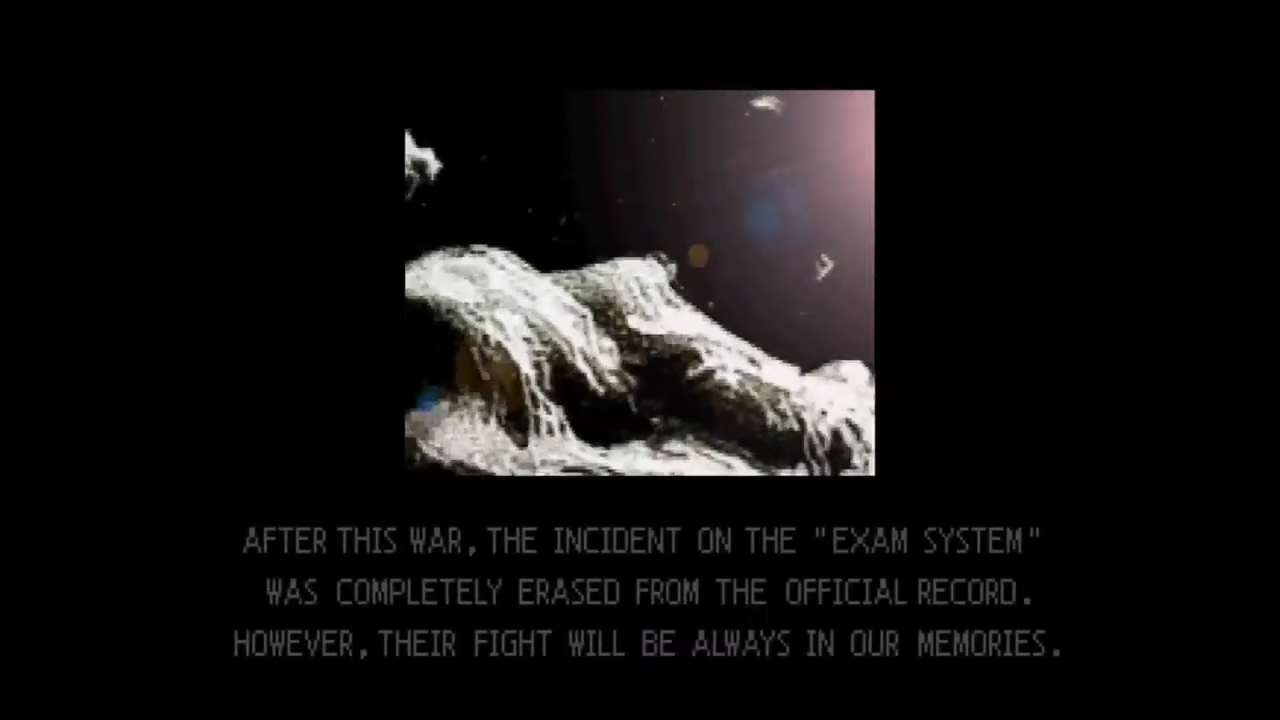 AFTER THIS WAR, THE INCIDENT ON THE "EXAM SYSTEM"
WAS COMPLETELY ERASED FROM THE OFFICIAL RECORD.
HOWEVER, THEIR FIGHT WILL BE ALWAYS IN OUR MEMORIES.